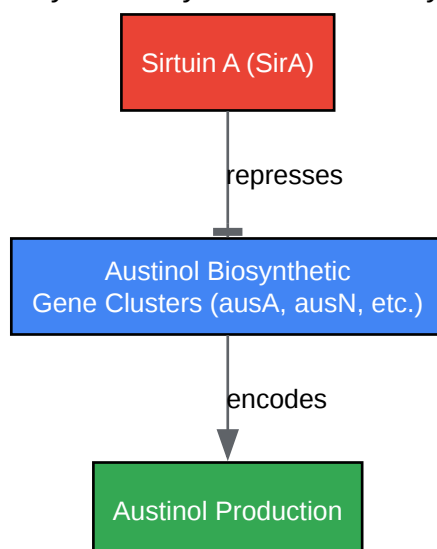 Sirtuin A (SirA)
represses
Austinol Biosynthetic
Gene Clusters (ausA, ausN, etc.)
encodes
Austinol Production